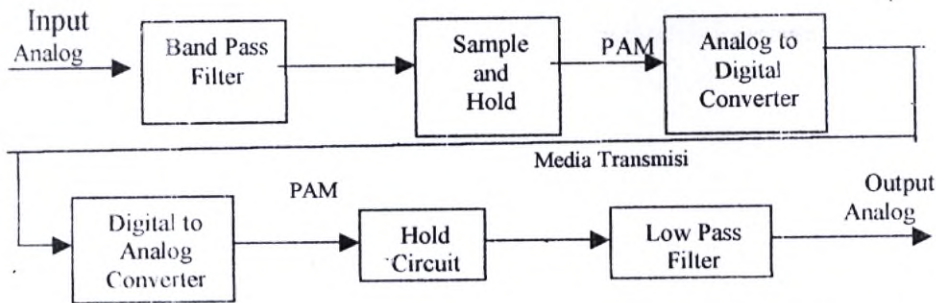 Input
Analog
Band Pass
Filter
Sample
and
Hold
PAM
Analog to
Digital
Converter
Media Transmisi
Digital to
Analog
Converter
PAM
Hold
Circuit
Low Pass
Filter
Output
Analog